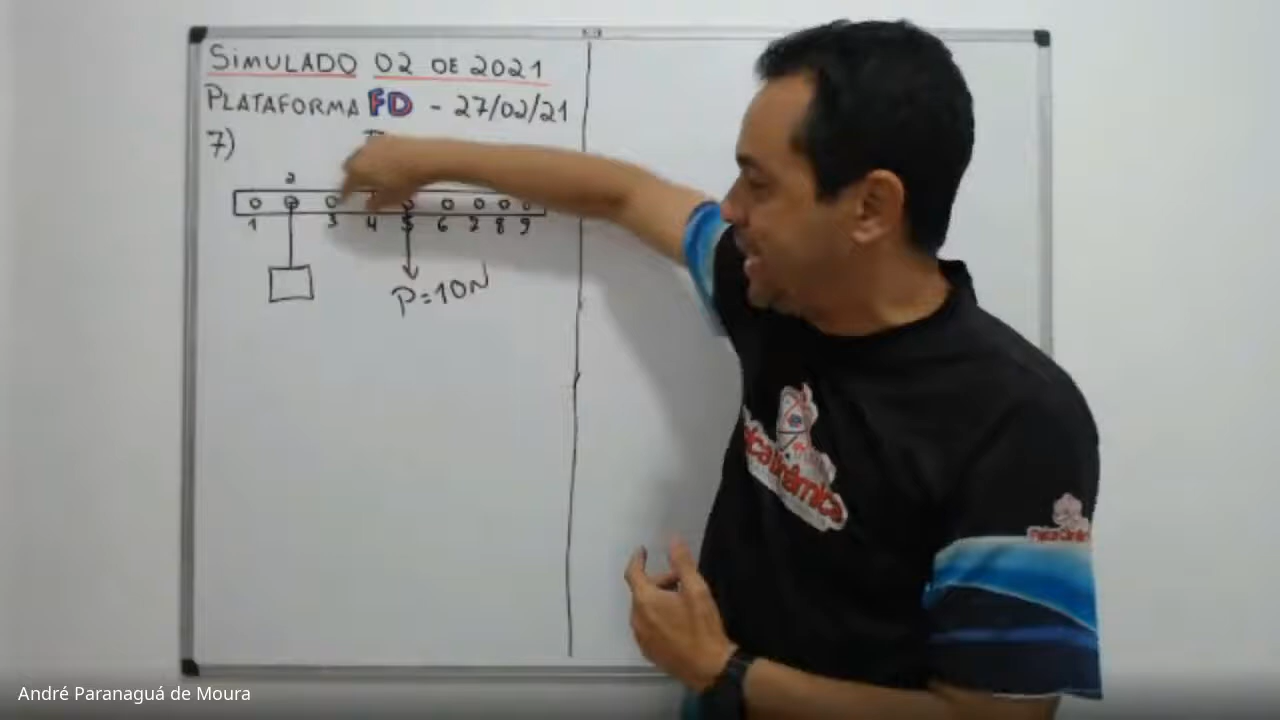 SIMULADO 02 DE 2021
PLATAFORMA FD - 27/02/21
7)
2
1 3 4 5 6 7 8 9
P=10N
André Paranaguá de Moura